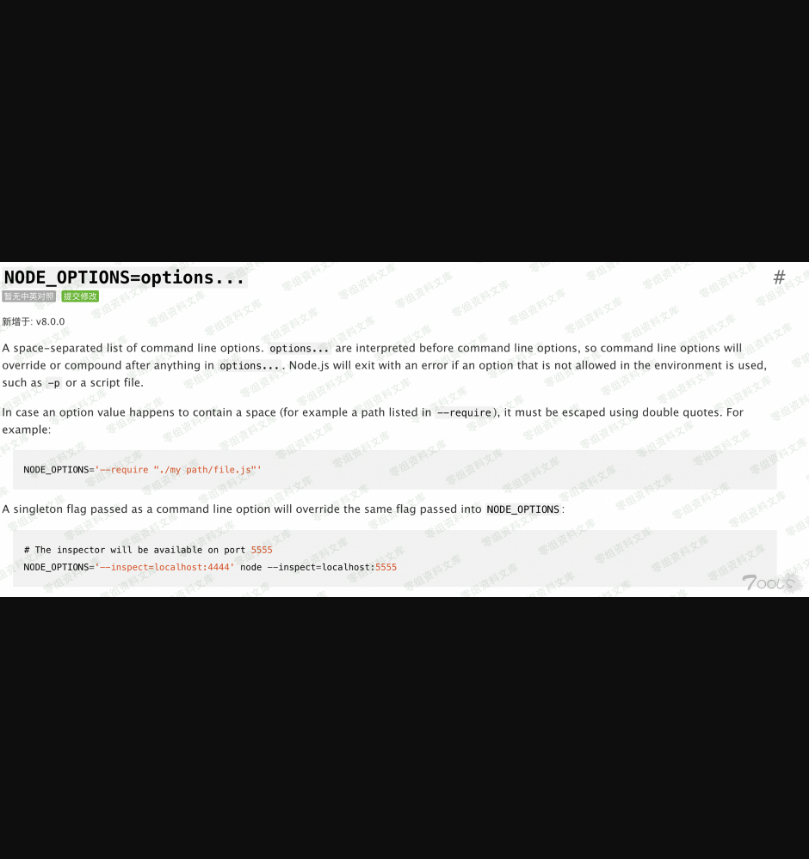 NODE_OPTIONS=options...
#
暂无中英对照 提交修改
新增于: v8.0.0
A space-separated list of command line options. options... are interpreted before command line options, so command line options will
override or compound after anything in options.... Node.js will exit with an error if an option that is not allowed in the environment is used,
such as -p or a script file.
In case an option value happens to contain a space (for example a path listed in --require), it must be escaped using double quotes. For
example:
NODE_OPTIONS='--require "./my path/file.js"'
A singleton flag passed as a command line option will override the same flag passed into NODE_OPTIONS:
# The inspector will be available on port 5555
NODE_OPTIONS='--inspect=localhost:4444' node --inspect=localhost:5555
零组资料文库